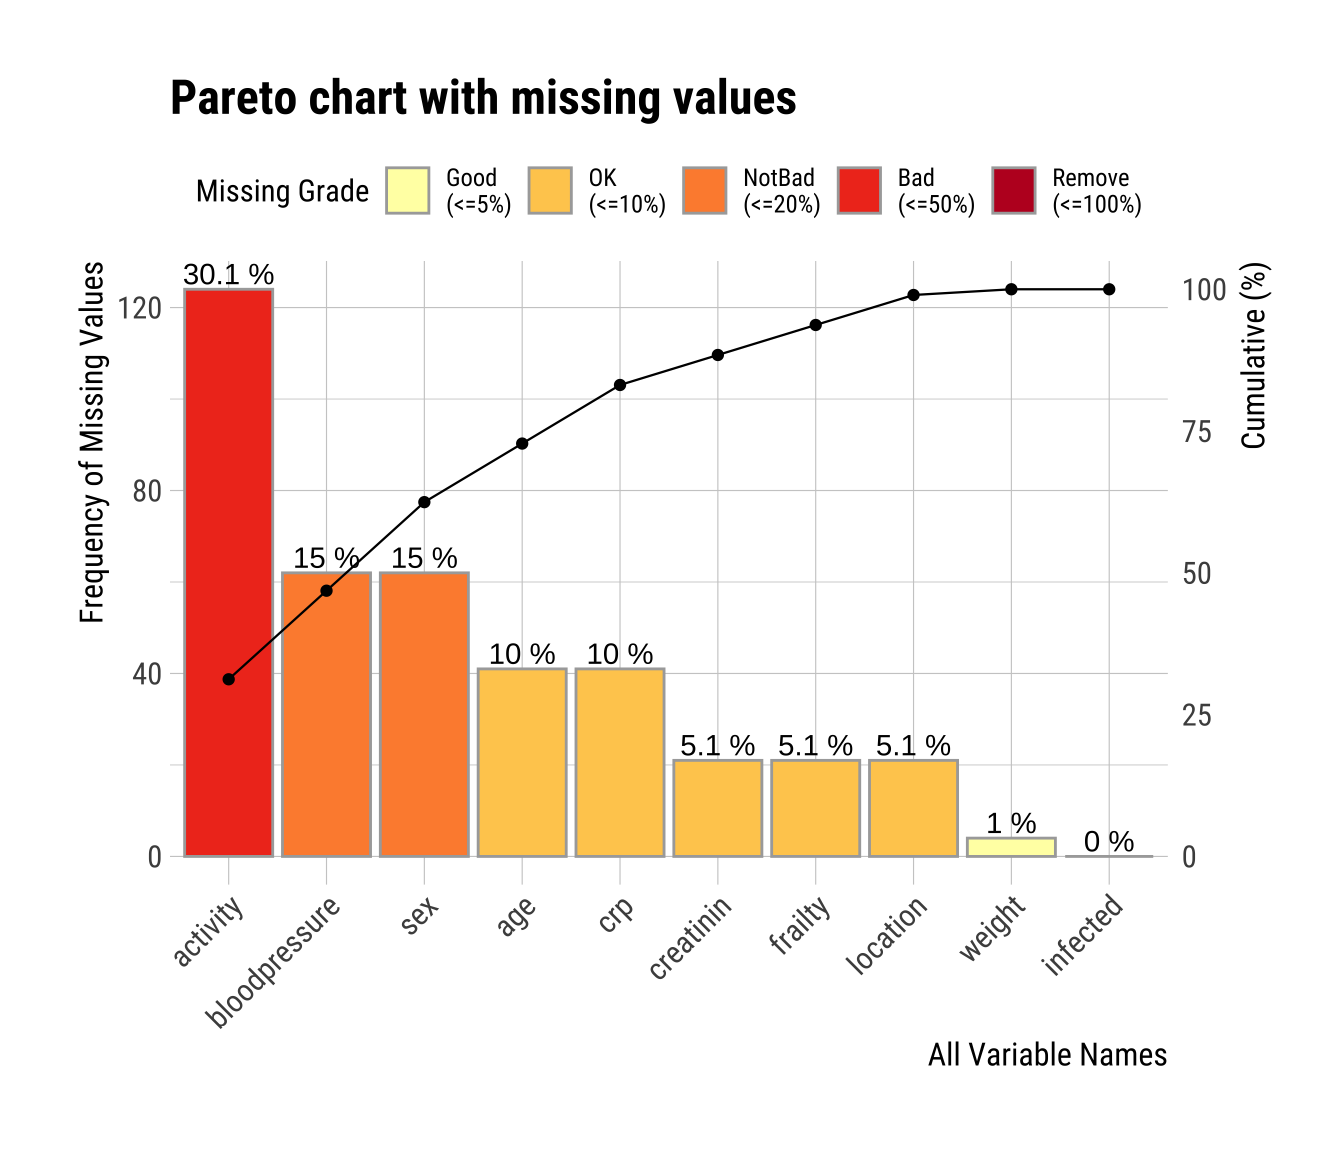 Pareto chart with missing values
Missing Grade
Good
(<=5%)
OK
(<=10%)
NotBad
(<=20%)
Bad
(<=50%)
Remove
(<=100%)
Frequency of Missing Values
120
80
40
0
30.1 %
15 %
15 %
10 %
10 %
5.1 %
5.1 %
5.1 %
1 %
0 %
100
75
50
25
0
Cumulative (%)
activity
bloodpressure
sex
age
crp
creatinin
frailty
location
weight
infected
All Variable Names